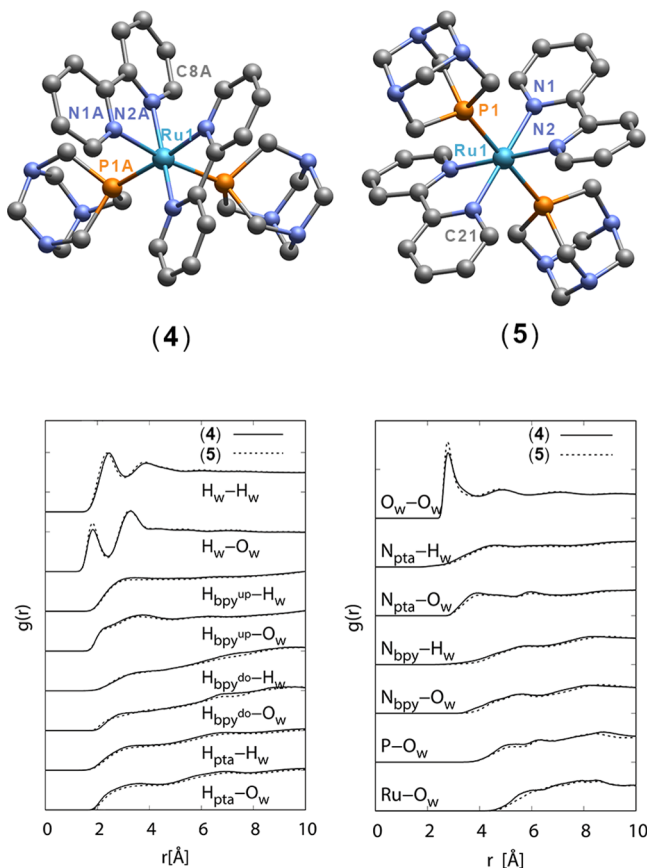 C8A
N1A N2A
Ru1
P1A
(4)
P1
N1
N2
Ru1
C21
(5)
(4)
(5)
Hw–Hw
Hw–Ow
Hbpyup–Hw
Hbpyup–Ow
Hbpydo–Hw
Hbpydo–Ow
Hpta–Hw
Hpta–Ow
g(r)
0 2 4 6 8 10
r[Å]
(4)
(5)
Ow–Ow
Npta–Hw
Npta–Ow
Nbpy–Hw
Nbpy–Ow
P–Ow
Ru–Ow
g(r)
0 2 4 6 8 10
r [Å]